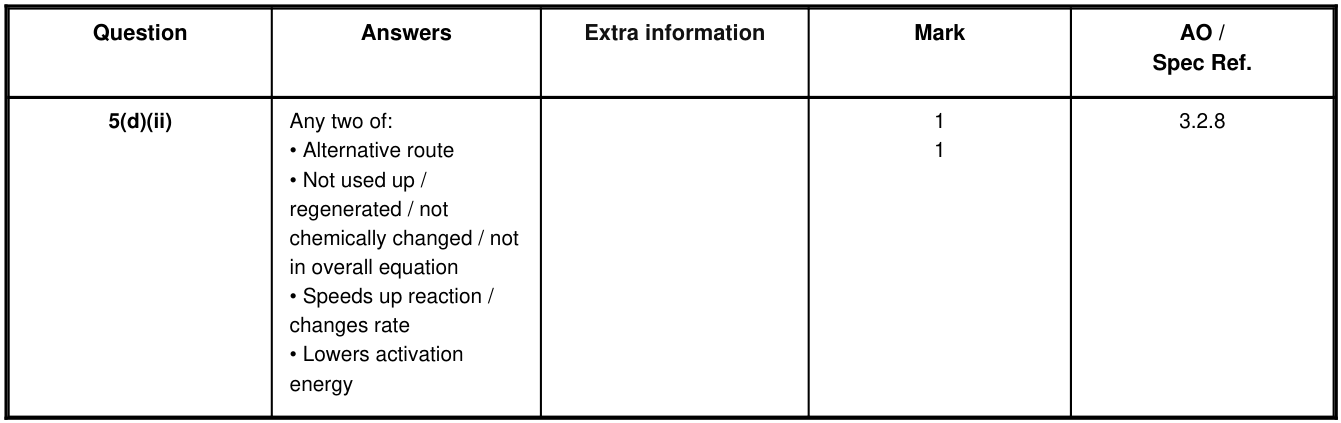 Question
Answers
Extra information
Mark
AO /
Spec Ref.
5(d)(ii)
Any two of:
• Alternative route
• Not used up /
regenerated / not
chemically changed / not
in overall equation
• Speeds up reaction /
changes rate
• Lowers activation
energy
1
1
3.2.8